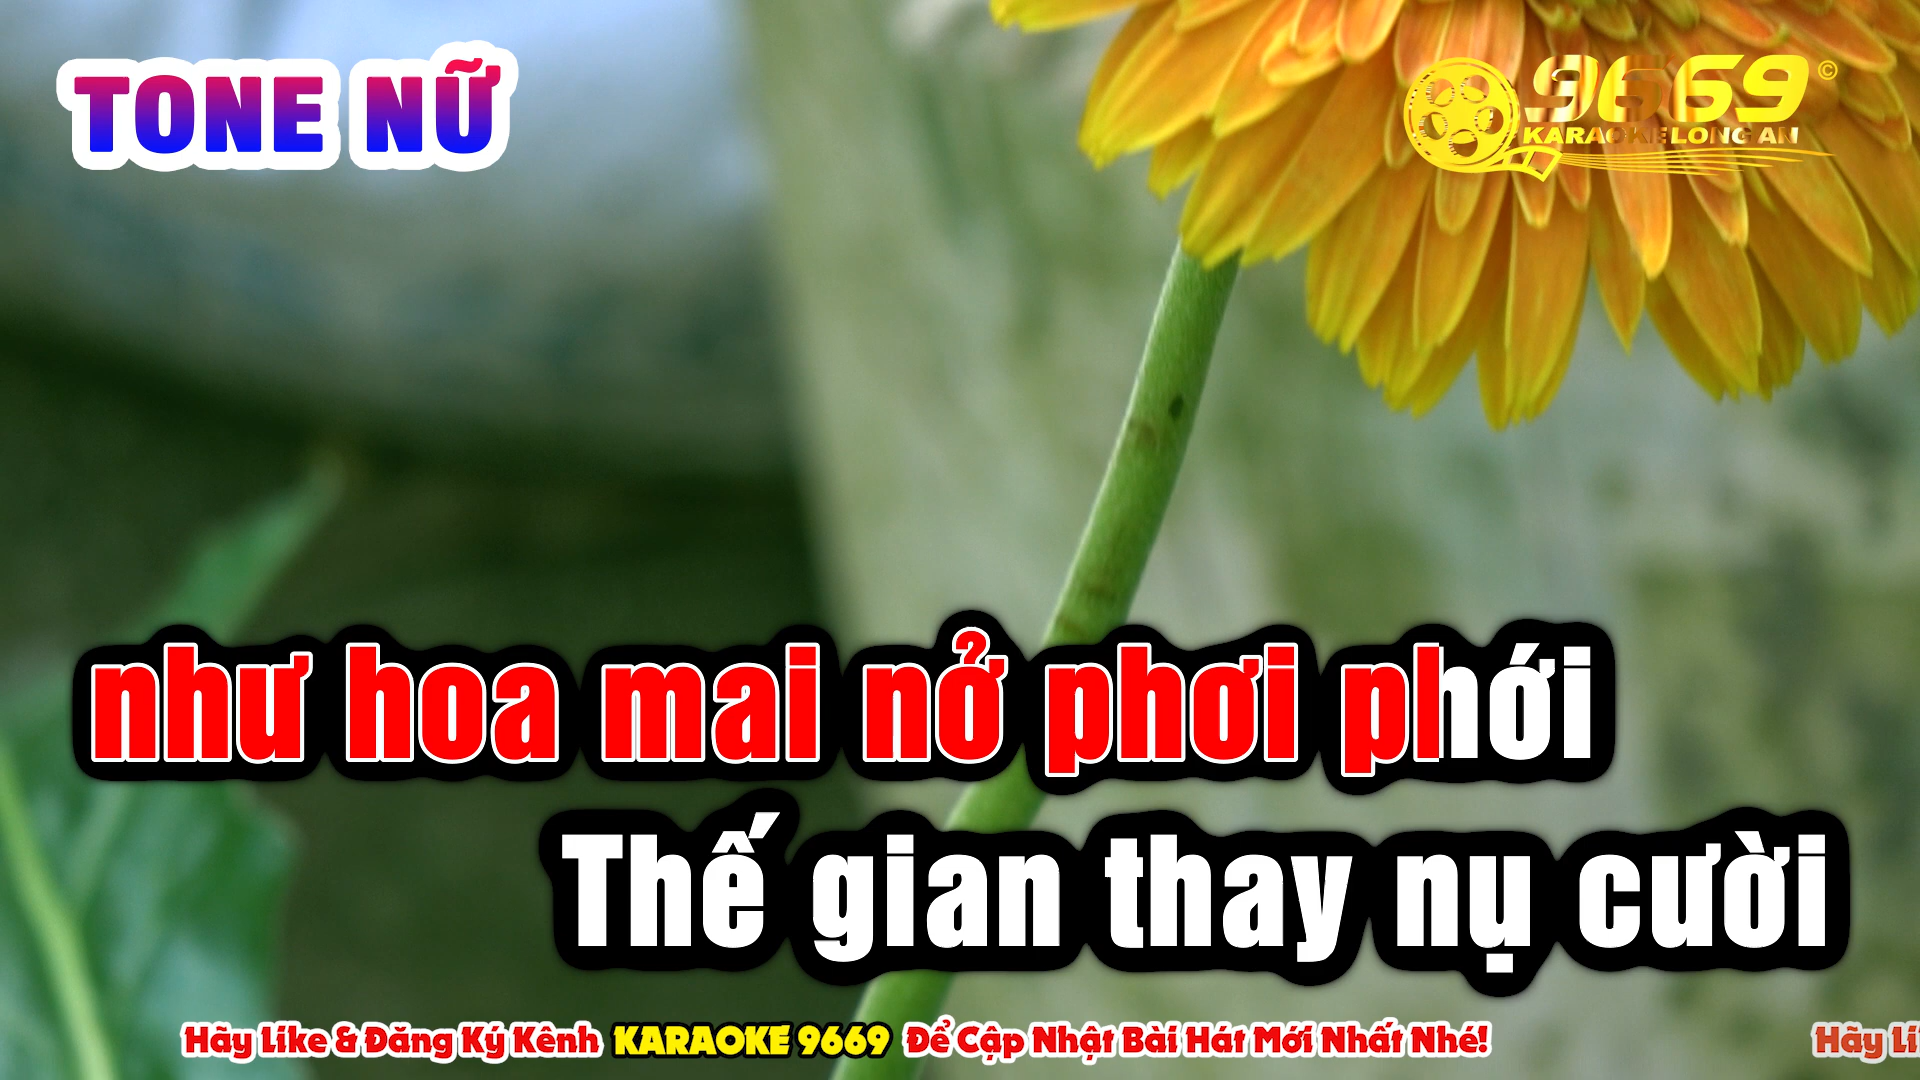 TONE NỮ
9669©
KARAOKE LONG AN
như hoa mai nở phơi phới
Thế gian thay nụ cười
Hãy Like & Đăng Ký Kênh KARAOKE 9669 Để Cập Nhật Bài Hát Mới Nhất Nhé! Hãy Li